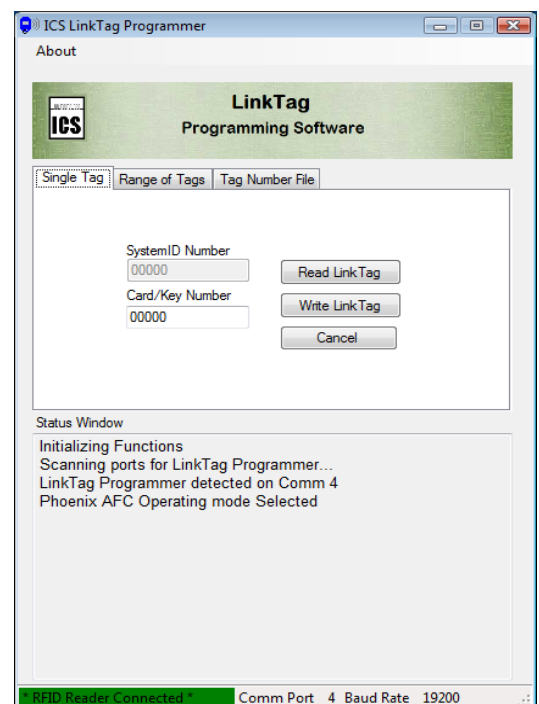 ICS LinkTag Programmer
About
ICS
LinkTag
Programming Software
Single Tag Range of Tags Tag Number File
SystemID Number
00000
Read LinkTag
Card/Key Number
00000
Write LinkTag
Cancel
Status Window
Initializing Functions
Scanning ports for LinkTag Programmer...
LinkTag Programmer detected on Comm 4
Phoenix AFC Operating mode Selected
* RFID Reader Connected * Comm Port 4 Baud Rate 19200